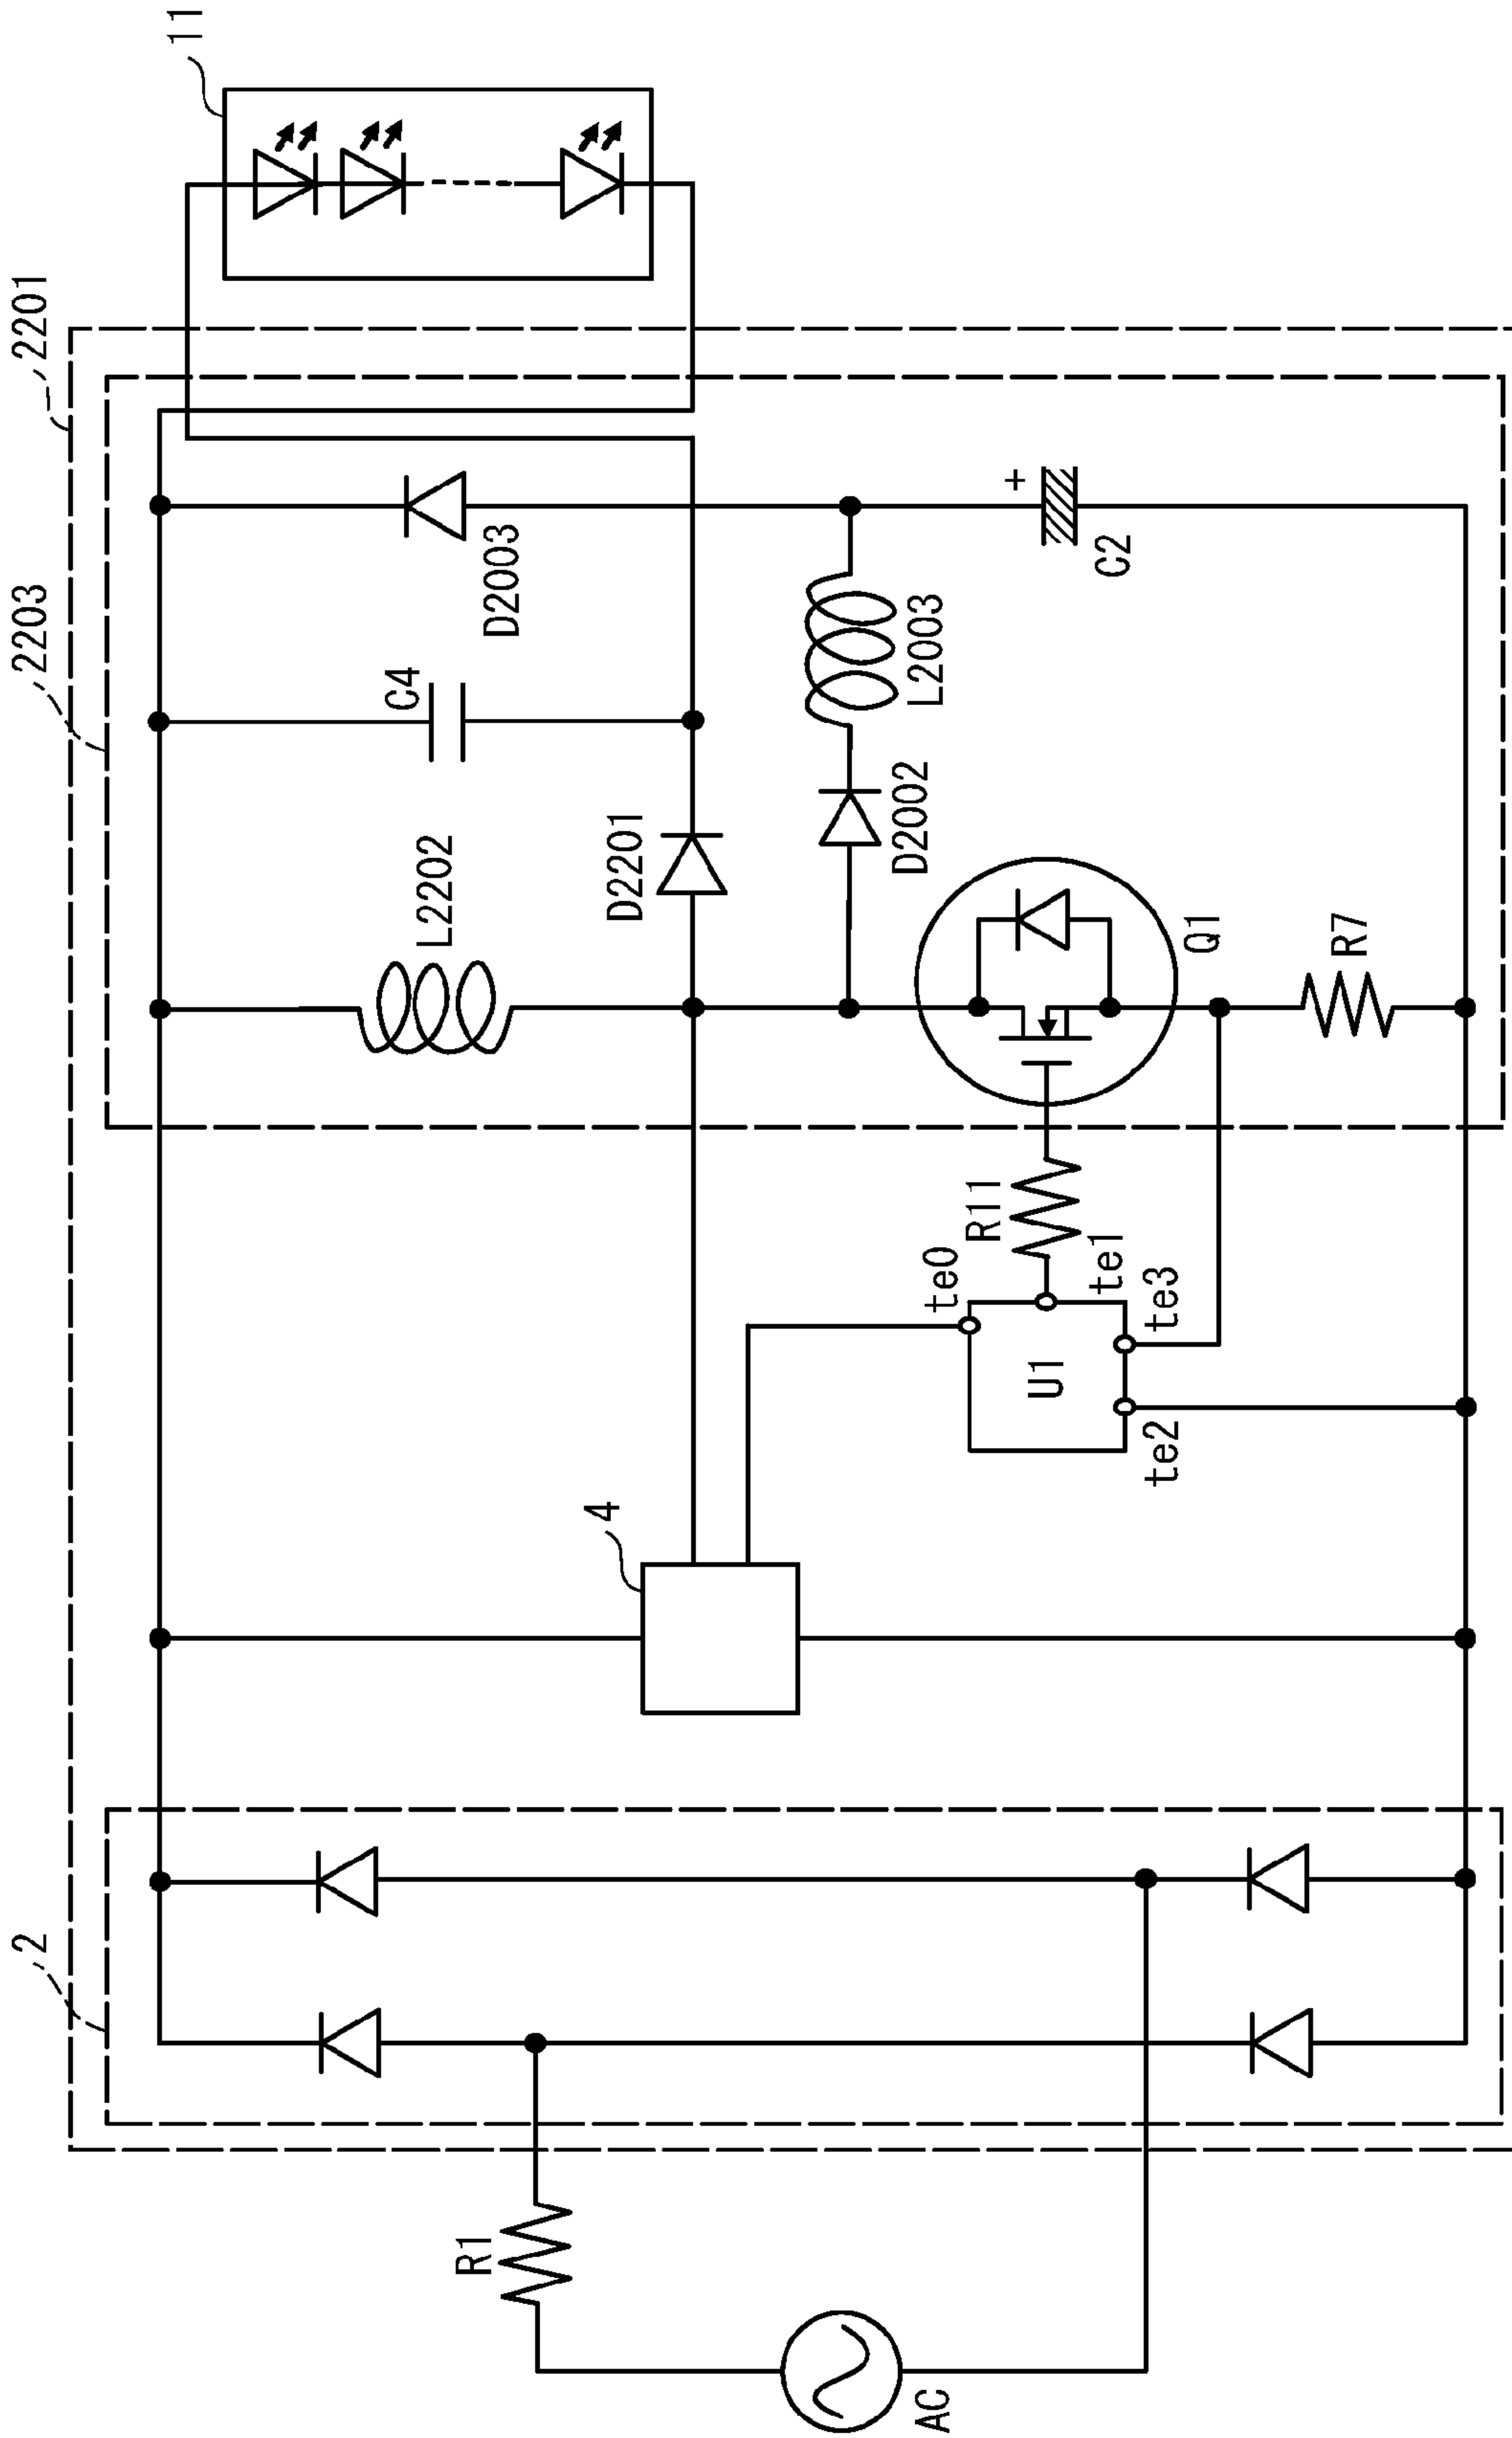 2201
2203
2
11
L2202
C4
D2003
D2201
L2003
D2002
C2
+
Q1
R7
R11
te0
te1
te3
te2
U1
4
R1
AC